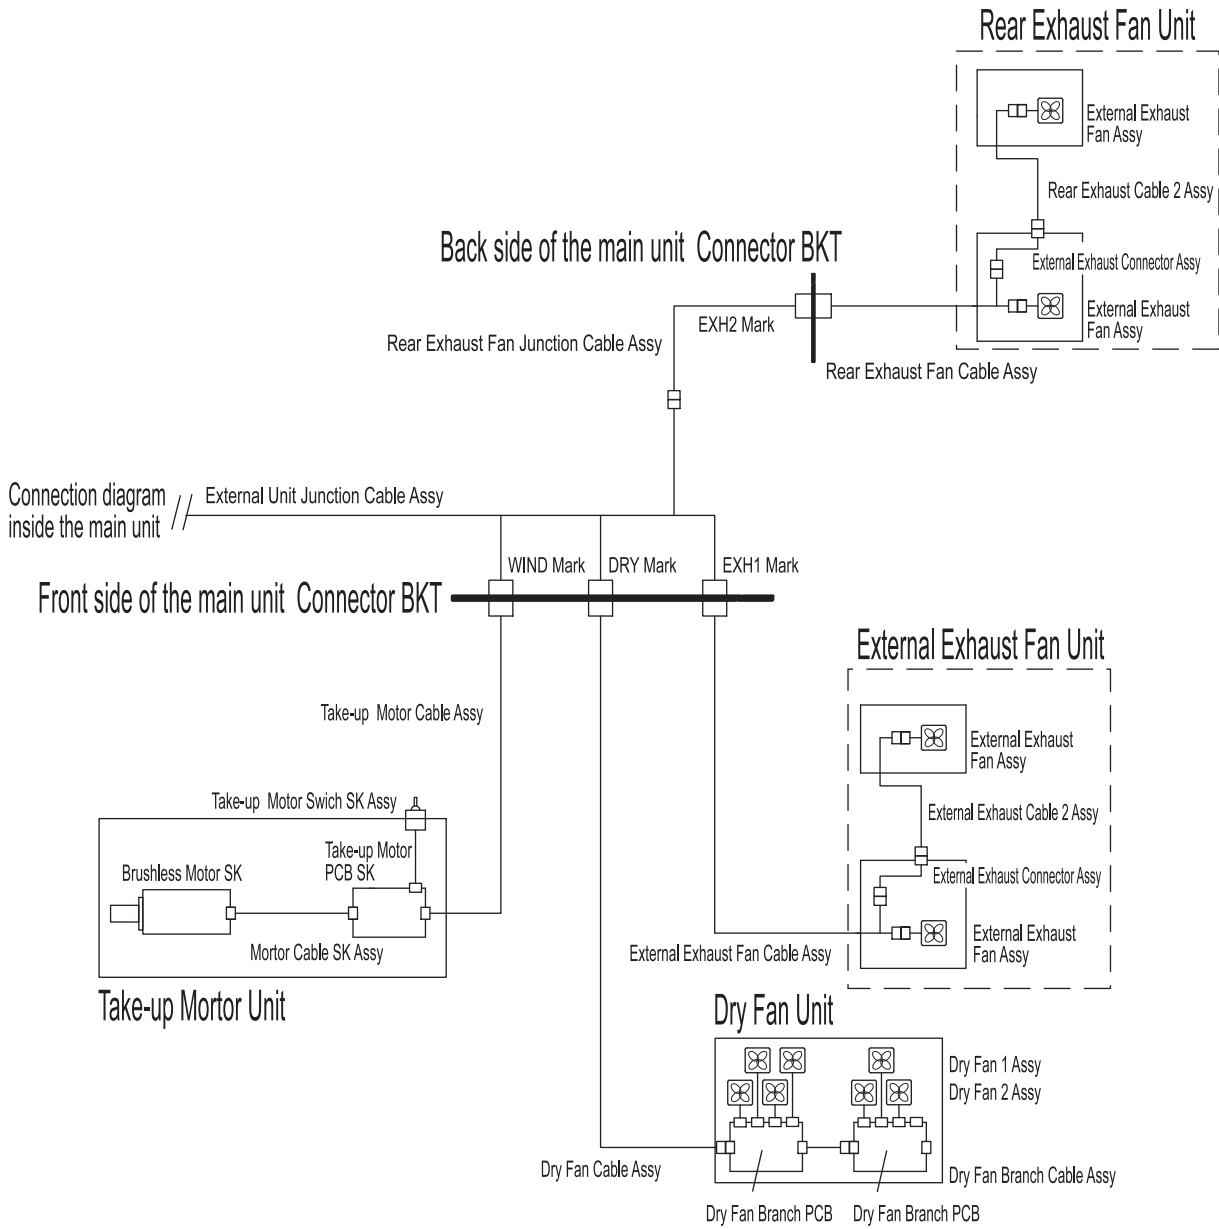 Rear Exhaust Fan Unit
External Exhaust
Fan Assy
Rear Exhaust Cable 2 Assy
Back side of the main unit  Connector BKT
External Exhaust Connector Assy
External Exhaust
Fan Assy
EXH2 Mark
Rear Exhaust Fan Junction Cable Assy
Rear Exhaust Fan Cable Assy
Connection diagram
inside the main unit
External Unit Junction Cable Assy
WIND Mark
DRY Mark
EXH1 Mark
Front side of the main unit  Connector BKT
External Exhaust Fan Unit
Take-up  Motor Cable Assy
External Exhaust
Fan Assy
Take-up  Motor Swich SK Assy
External Exhaust Cable 2 Assy
Take-up Motor
PCB SK
Brushless Motor SK
External Exhaust Connector Assy
External Exhaust
Fan Assy
Mortor Cable SK Assy
External Exhaust Fan Cable Assy
Take-up Mortor Unit
Dry Fan Unit
Dry Fan 1 Assy
Dry Fan 2 Assy
Dry Fan Cable Assy
Dry Fan Branch Cable Assy
Dry Fan Branch PCB
Dry Fan Branch PCB